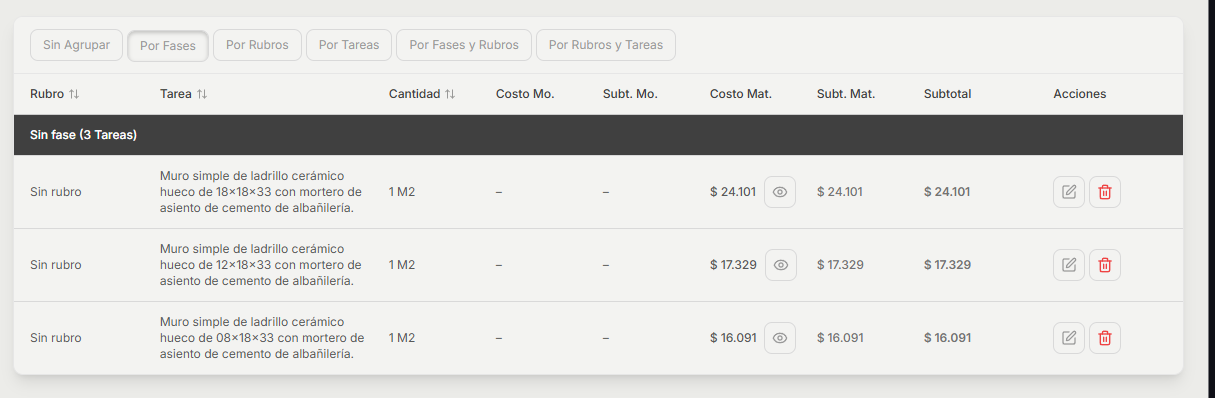 Sin Agrupar Por Fases Por Rubros Por Tareas Por Fases y Rubros Por Rubros y Tareas
Rubro Tarea Cantidad Costo Mo. Subt. Mo. Costo Mat. Subt. Mat. Subtotal Acciones
Sin fase (3 Tareas)
Muro simple de ladrillo cerámico
Sin rubro hueco de 18×18×33 con mortero de 1 M2 – – $ 24.101 $ 24.101 $ 24.101
asiento de cemento de albañilería.
Muro simple de ladrillo cerámico
Sin rubro hueco de 12×18×33 con mortero de 1 M2 – – $ 17.329 $ 17.329 $ 17.329
asiento de cemento de albañilería.
Muro simple de ladrillo cerámico
Sin rubro hueco de 08×18×33 con mortero de 1 M2 – – $ 16.091 $ 16.091 $ 16.091
asiento de cemento de albañilería.